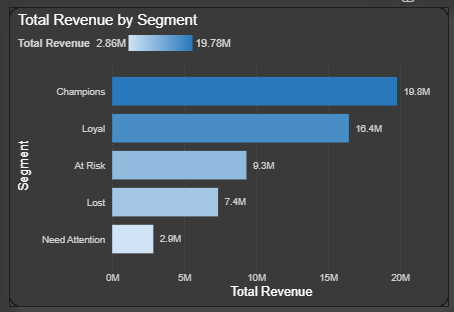 Total Revenue by Segment
Total Revenue 2.86M 19.78M
Segment
Champions 19.8M
Loyal 16.4M
At Risk 9.3M
Lost 7.4M
Need Attention 2.9M
0M 5M 10M 15M 20M
Total Revenue